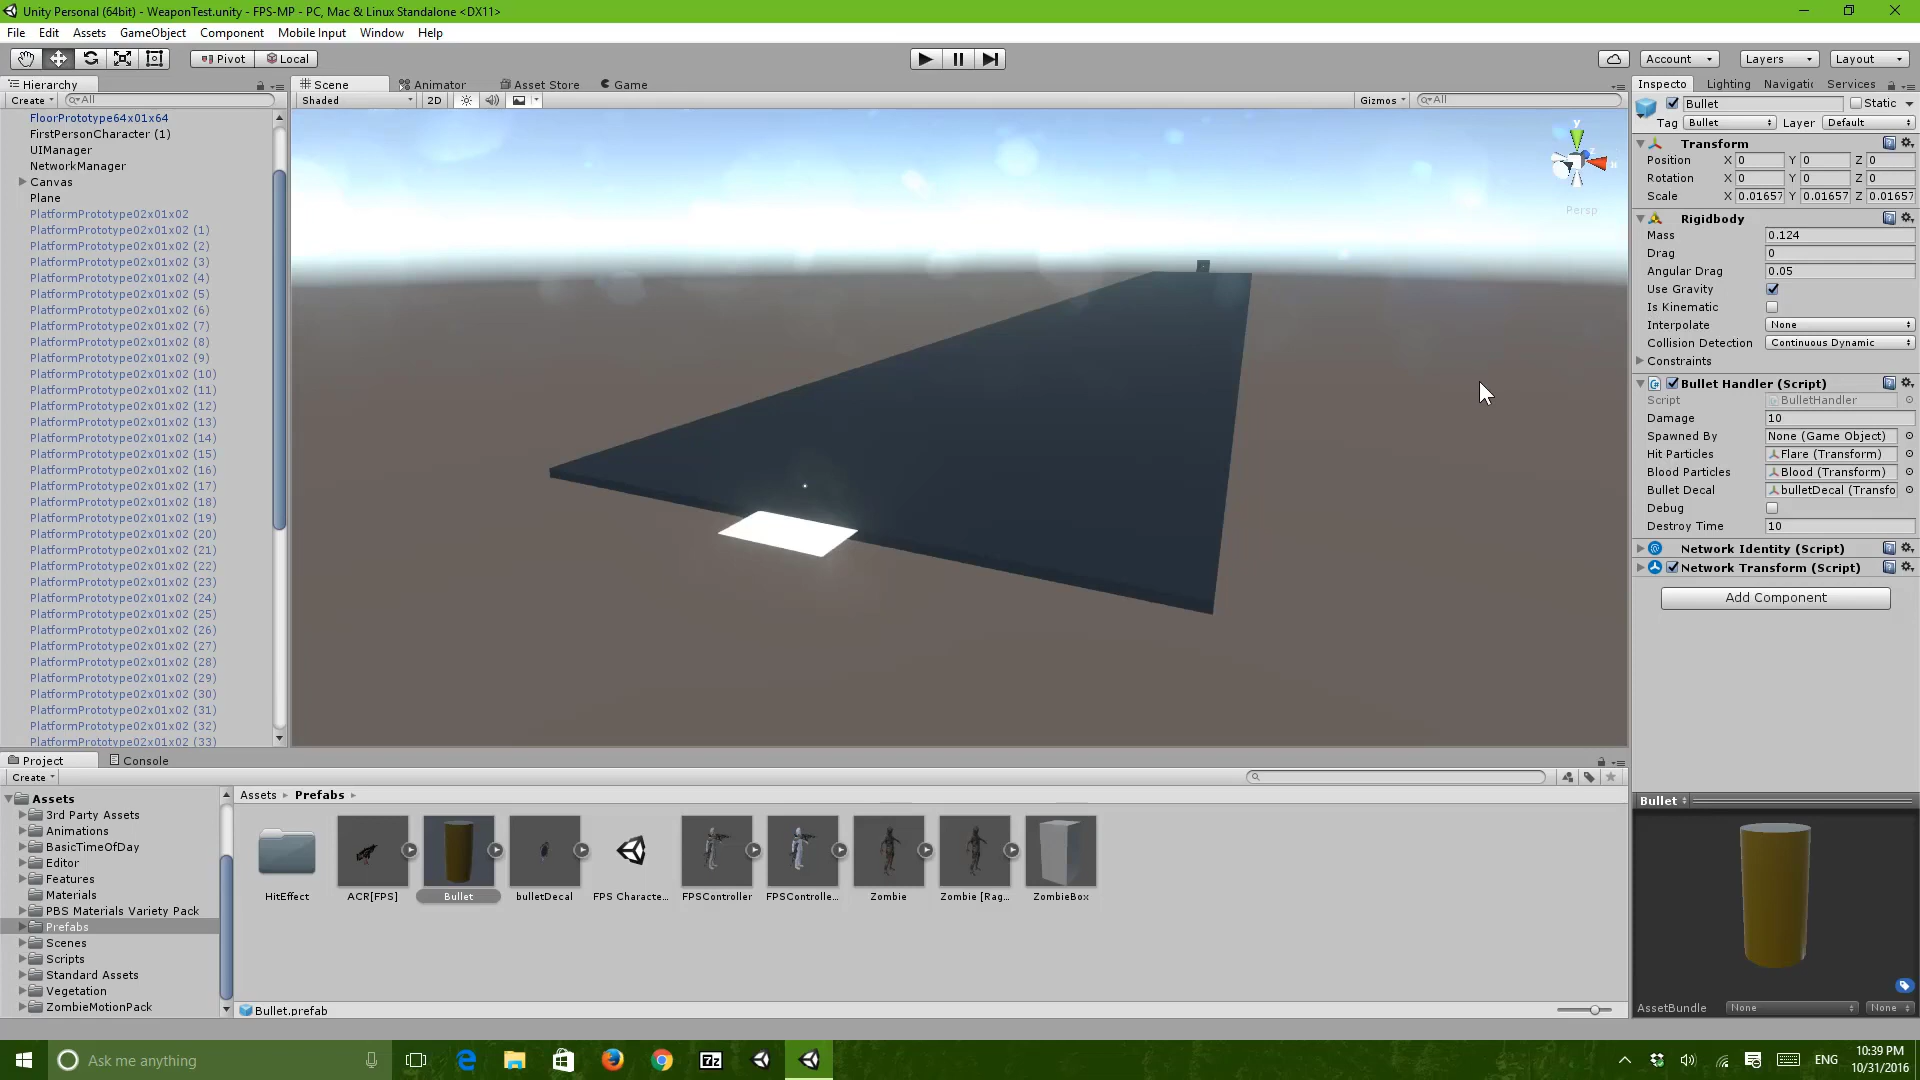 Unity Personal (64bit) - WeaponTest.unity - FPS-MP - PC, Mac & Linux Standalone <DX11>
File Edit Assets GameObject Component Mobile Input Window Help
Pivot Local Account Layers Layout
Hierarchy Scene Animator Asset Store Game Inspecto Lighting Navigatic Services
Create All Shaded 2D Gizmos All
Bullet Static
Tag Bullet Layer Default
FloorPrototype64x01x64
FirstPersonCharacter (1)
UIManager
NetworkManager
Canvas
Plane
PlatformPrototype02x01x02
PlatformPrototype02x01x02 (1)
PlatformPrototype02x01x02 (2)
PlatformPrototype02x01x02 (3)
PlatformPrototype02x01x02 (4)
PlatformPrototype02x01x02 (5)
PlatformPrototype02x01x02 (6)
PlatformPrototype02x01x02 (7)
PlatformPrototype02x01x02 (8)
PlatformPrototype02x01x02 (9)
PlatformPrototype02x01x02 (10)
PlatformPrototype02x01x02 (11)
PlatformPrototype02x01x02 (12)
PlatformPrototype02x01x02 (13)
PlatformPrototype02x01x02 (14)
PlatformPrototype02x01x02 (15)
PlatformPrototype02x01x02 (16)
PlatformPrototype02x01x02 (17)
PlatformPrototype02x01x02 (18)
PlatformPrototype02x01x02 (19)
PlatformPrototype02x01x02 (20)
PlatformPrototype02x01x02 (21)
PlatformPrototype02x01x02 (22)
PlatformPrototype02x01x02 (23)
PlatformPrototype02x01x02 (24)
PlatformPrototype02x01x02 (25)
PlatformPrototype02x01x02 (26)
PlatformPrototype02x01x02 (27)
PlatformPrototype02x01x02 (28)
PlatformPrototype02x01x02 (29)
PlatformPrototype02x01x02 (30)
PlatformPrototype02x01x02 (31)
PlatformPrototype02x01x02 (32)
PlatformPrototype02x01x02 (33)
y
x
Persp
Transform
Position X 0 Y 0 Z 0
Rotation X 0 Y 0 Z 0
Scale X 0.01657 Y 0.01657 Z 0.01657
Rigidbody
Mass 0.124
Drag 0
Angular Drag 0.05
Use Gravity
Is Kinematic
Interpolate None
Collision Detection Continuous Dynamic
Constraints
Bullet Handler (Script)
Script BulletHandler
Damage 10
Spawned By None (Game Object)
Hit Particles Flare (Transform)
Blood Particles Blood (Transform)
Bullet Decal bulletDecal (Transfo
Debug
Destroy Time 10
Network Identity (Script)
Network Transform (Script)
Add Component
Project Console
Create
Assets
3rd Party Assets
Animations
BasicTimeOfDay
Editor
Features
Materials
PBS Materials Variety Pack
Prefabs
Scenes
Scripts
Standard Assets
Vegetation
ZombieMotionPack
Assets Prefabs
HitEffect ACR[FPS] Bullet bulletDecal FPS Characte... FPSController FPSControlle... Zombie Zombie [Rag... ZombieBox
Bullet.prefab
Bullet
AssetBundle None None
Ask me anything
7z
ENG
10:39 PM
10/31/2016